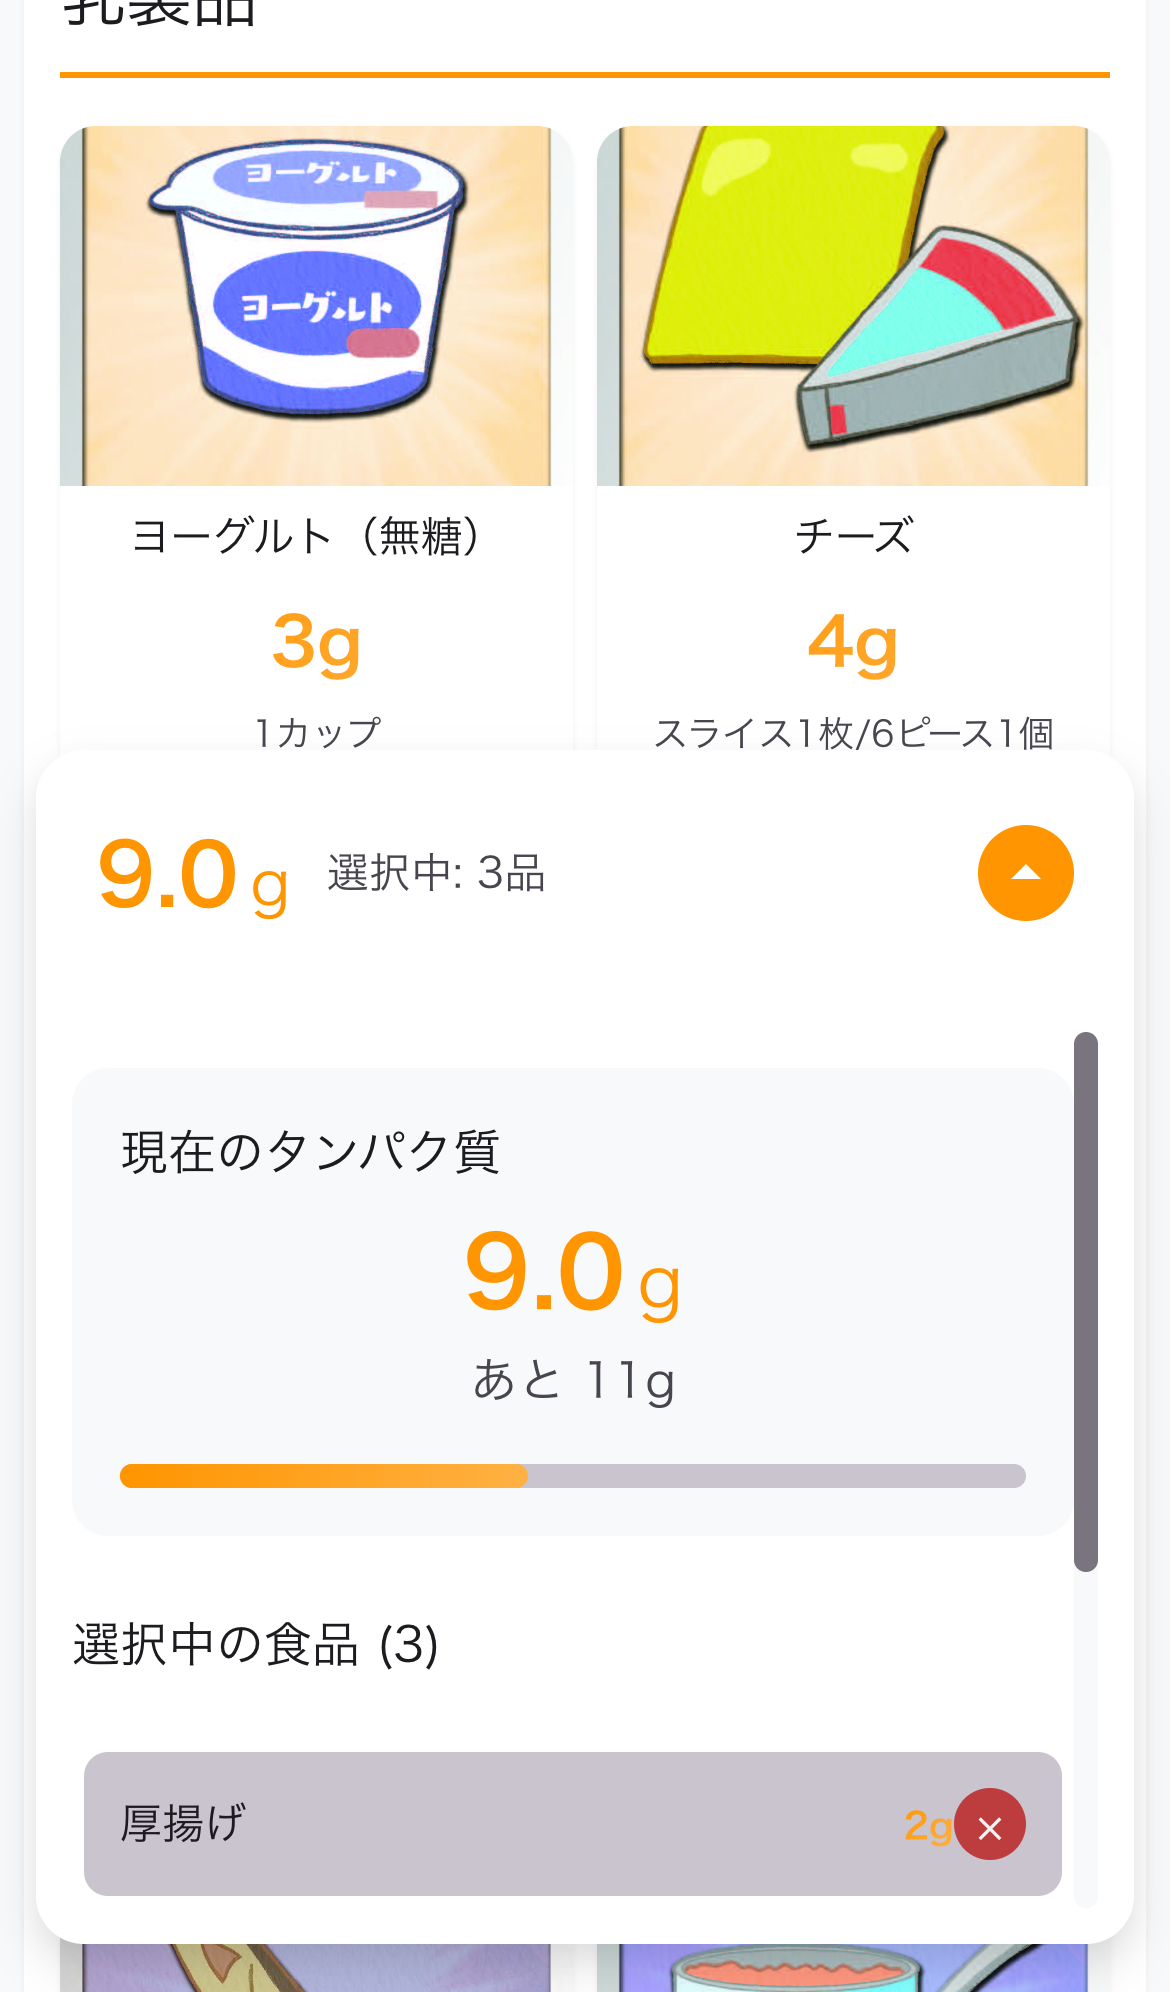 乳製品
ヨーグルト
ヨーグルト
ヨーグルト（無糖）
3g
1カップ
チーズ
4g
スライス1枚/6ピース1個
9.0 g
選択中: 3品
現在のタンパク質
9.0 g
あと 11g
選択中の食品 (3)
厚揚げ
2g
×